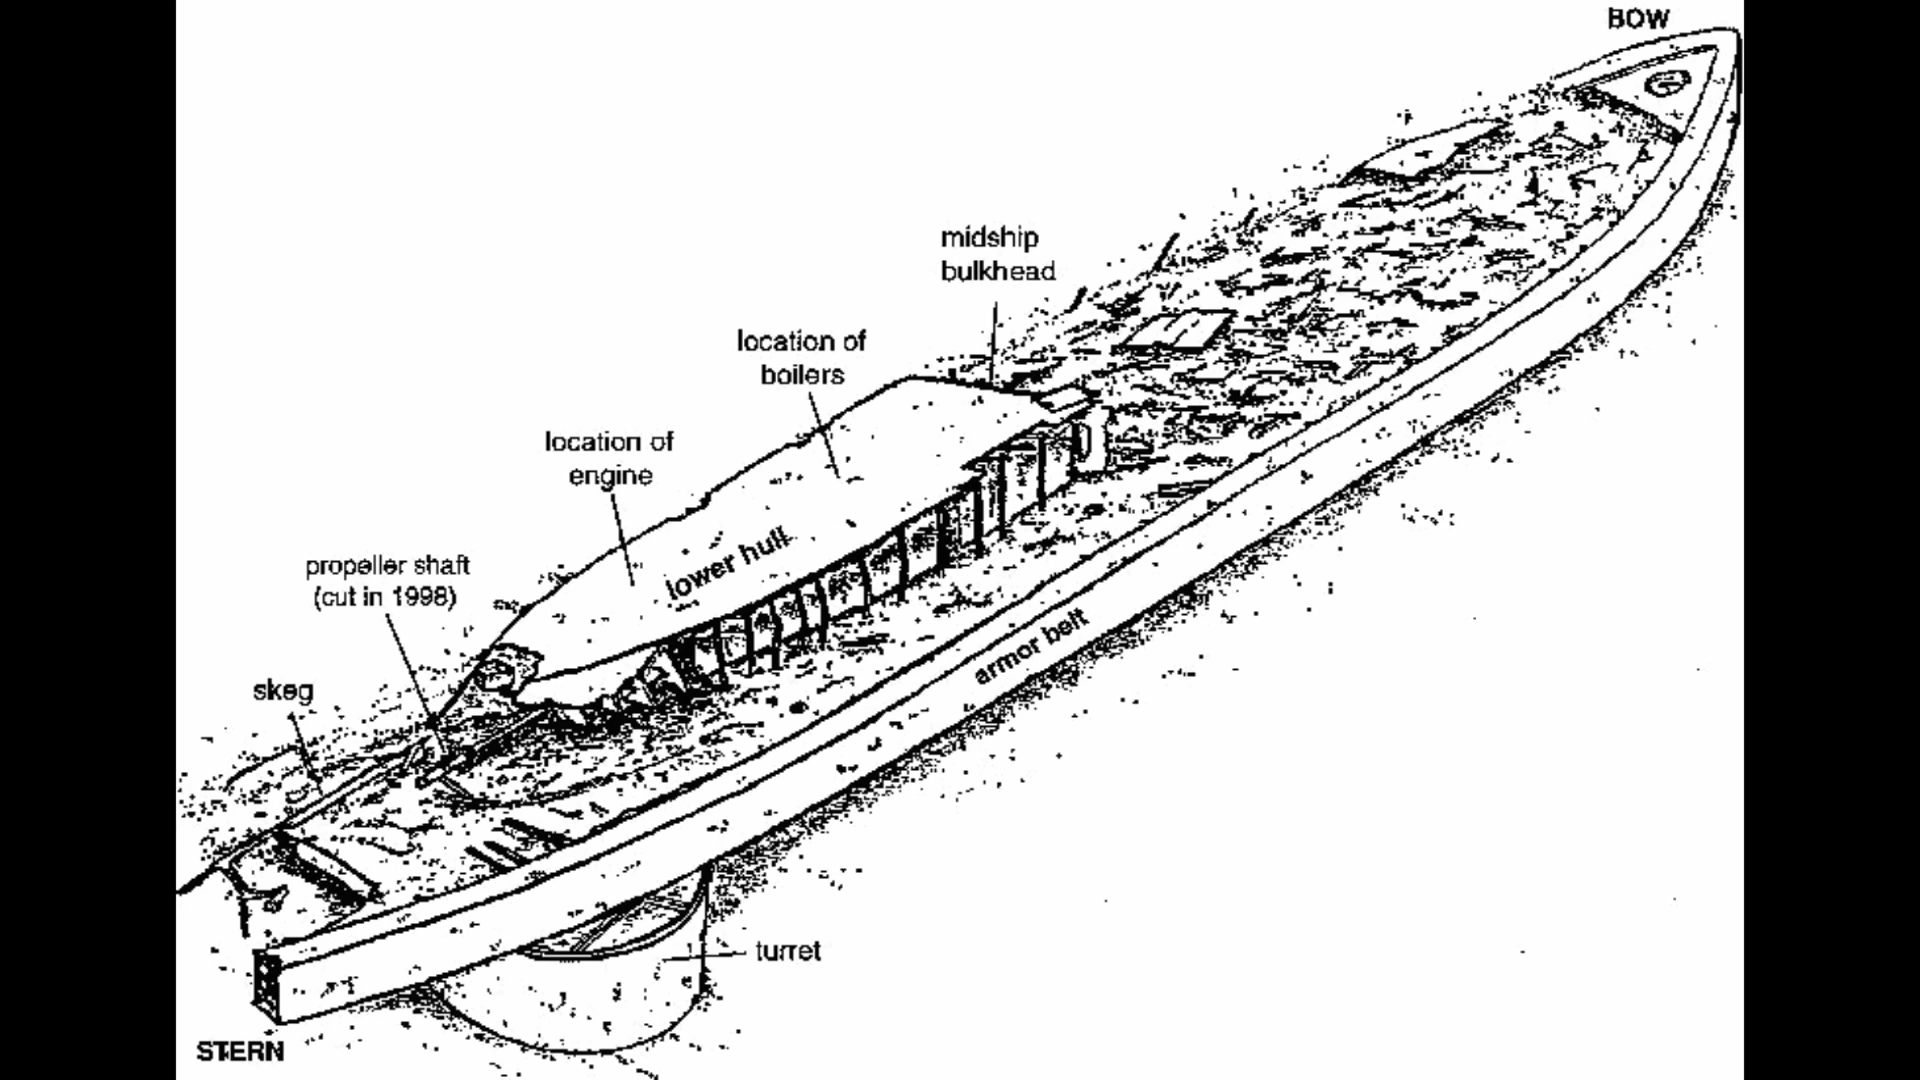 BOW
midship
bulkhead
location of
boilers
location of
engine
lower hull
propeller shaft
(cut in 1998)
armor belt
skeg
turret
STERN